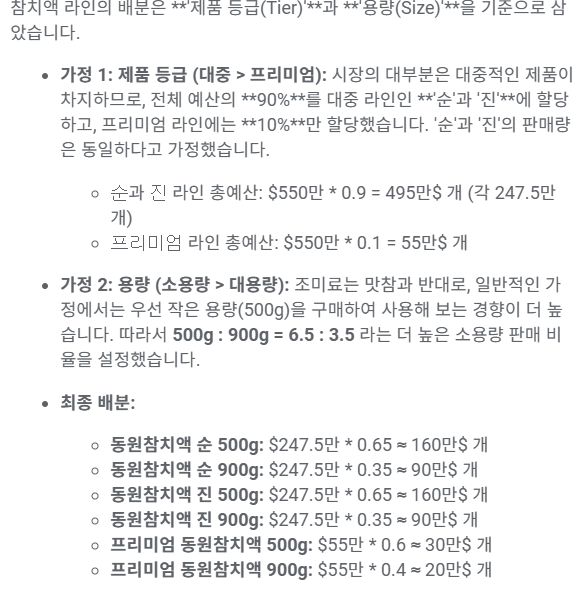 참치액 라인의 배분은 **'제품 등급(Tier)'**과 **'용량(Size)'**을 기준으로 삼
았습니다.
• 가정 1: 제품 등급 (대중 > 프리미엄): 시장의 대부분은 대중적인 제품이
차지하므로, 전체 예산의 **90%**를 대중 라인인 **'순'과 '진'**에 할당
하고, 프리미엄 라인에는 **10%**만 할당했습니다. '순'과 '진'의 판매량
은 동일하다고 가정했습니다.
○ 순과 진 라인 총예산: $550만 * 0.9 = 495만$ 개 (각 247.5만
개)
○ 프리미엄 라인 총예산: $550만 * 0.1 = 55만$ 개
• 가정 2: 용량 (소용량 > 대용량): 조미료는 맛참과 반대로, 일반적인 가
정에서는 우선 작은 용량(500g)을 구매하여 사용해 보는 경향이 더 높
습니다. 따라서 500g : 900g = 6.5 : 3.5 라는 더 높은 소용량 판매 비
율을 설정했습니다.
• 최종 배분:
○ 동원참치액 순 500g: $247.5만 * 0.65 ≈ 160만$ 개
○ 동원참치액 순 900g: $247.5만 * 0.35 ≈ 90만$ 개
○ 동원참치액 진 500g: $247.5만 * 0.65 ≈ 160만$ 개
○ 동원참치액 진 900g: $247.5만 * 0.35 ≈ 90만$ 개
○ 프리미엄 동원참치액 500g: $55만 * 0.6 ≈ 30만$ 개
○ 프리미엄 동원참치액 900g: $55만 * 0.4 ≈ 20만$ 개